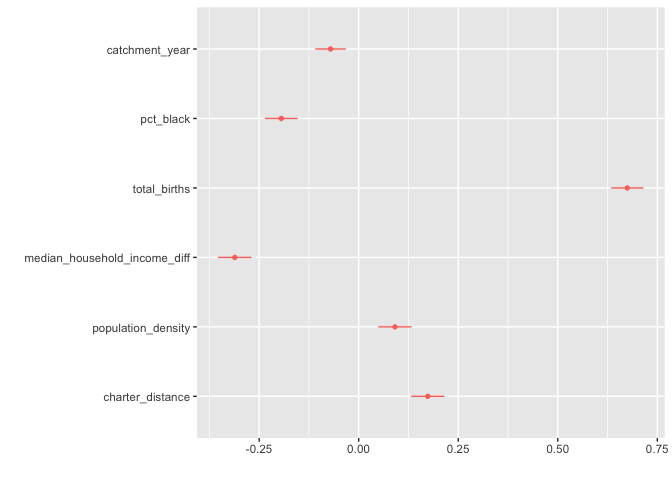 catchment_year
pct_black
total_births
median_household_income_diff
population_density
charter_distance
-0.25 0.00 0.25 0.50 0.75